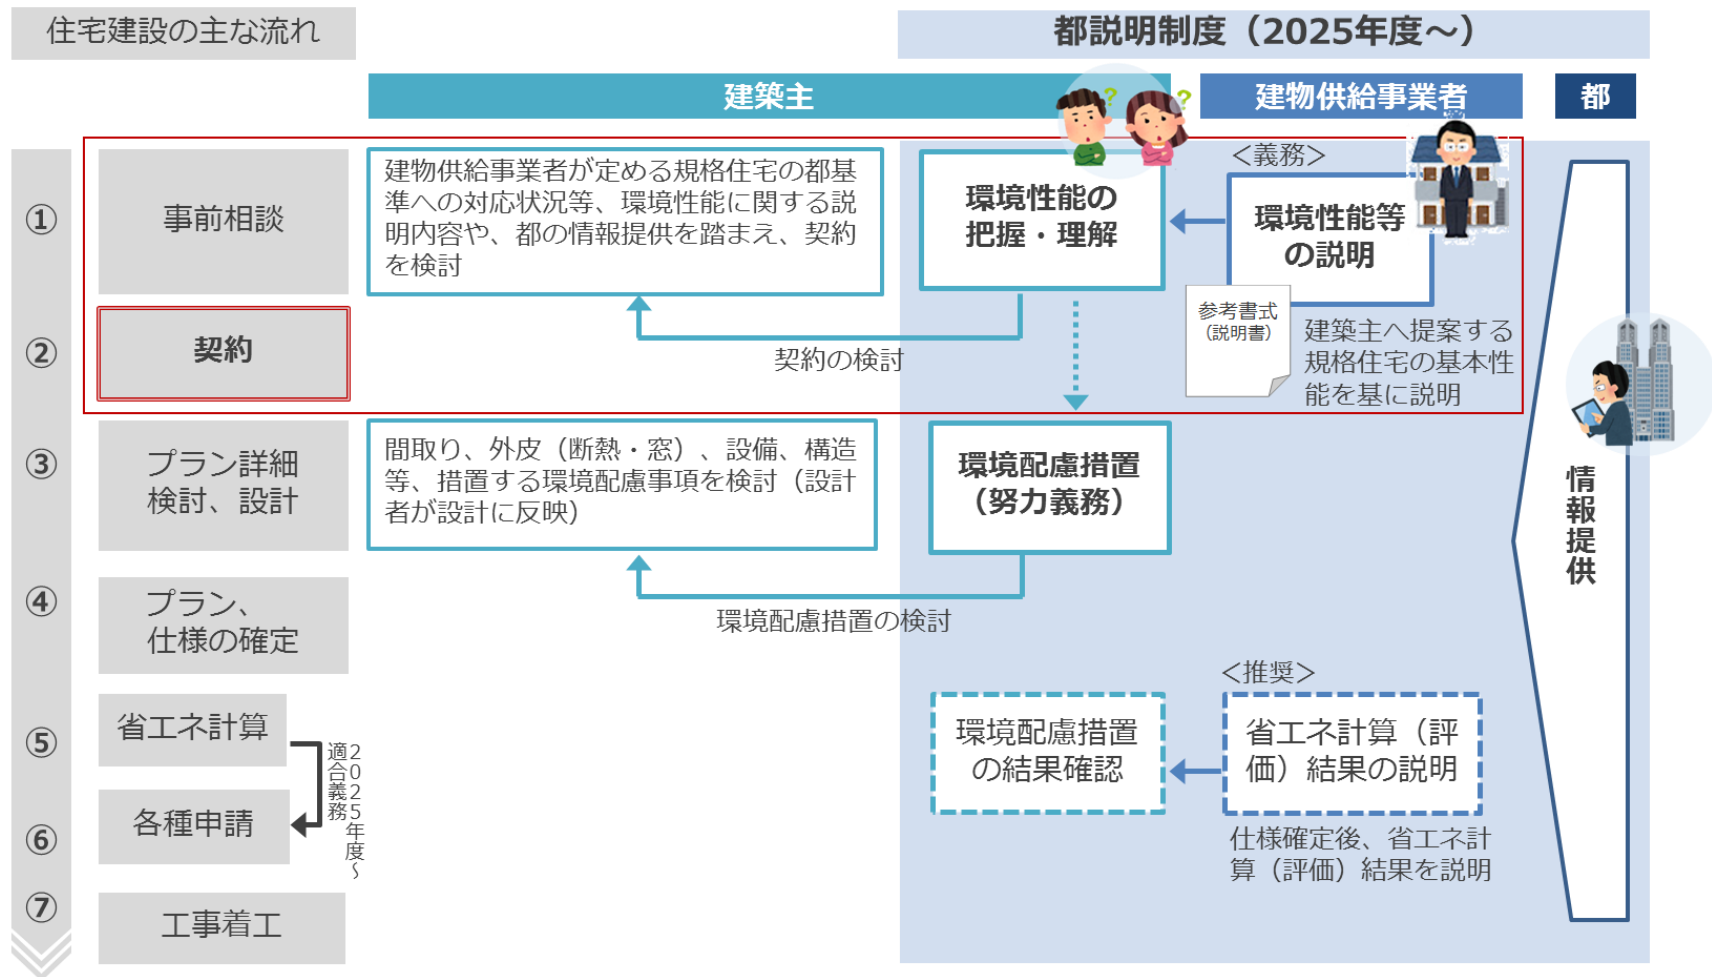 住宅建設の主な流れ
都説明制度（2025年度～）
建築主
建物供給事業者
都
①
事前相談
建物供給事業者が定める規格住宅の都基
準への対応状況等、環境性能に関する説
明内容や、都の情報提供を踏まえ、契約
を検討
環境性能の
把握・理解
＜義務＞
環境性能等
の説明
参考書式
（説明書）
建築主へ提案する
規格住宅の基本性
能を基に説明
②
契約
契約の検討
③
プラン詳細
検討、設計
間取り、外皮（断熱・窓）、設備、構造
等、措置する環境配慮事項を検討（設計
者が設計に反映）
環境配慮措置
（努力義務）
情報提供
④
プラン、
仕様の確定
環境配慮措置の検討
⑤
省エネ計算
2025年度～
適合義務
環境配慮措置
の結果確認
＜推奨＞
省エネ計算（評
価）結果の説明
仕様確定後、省エネ計
算（評価）結果を説明
⑥
各種申請
⑦
工事着工
?
?